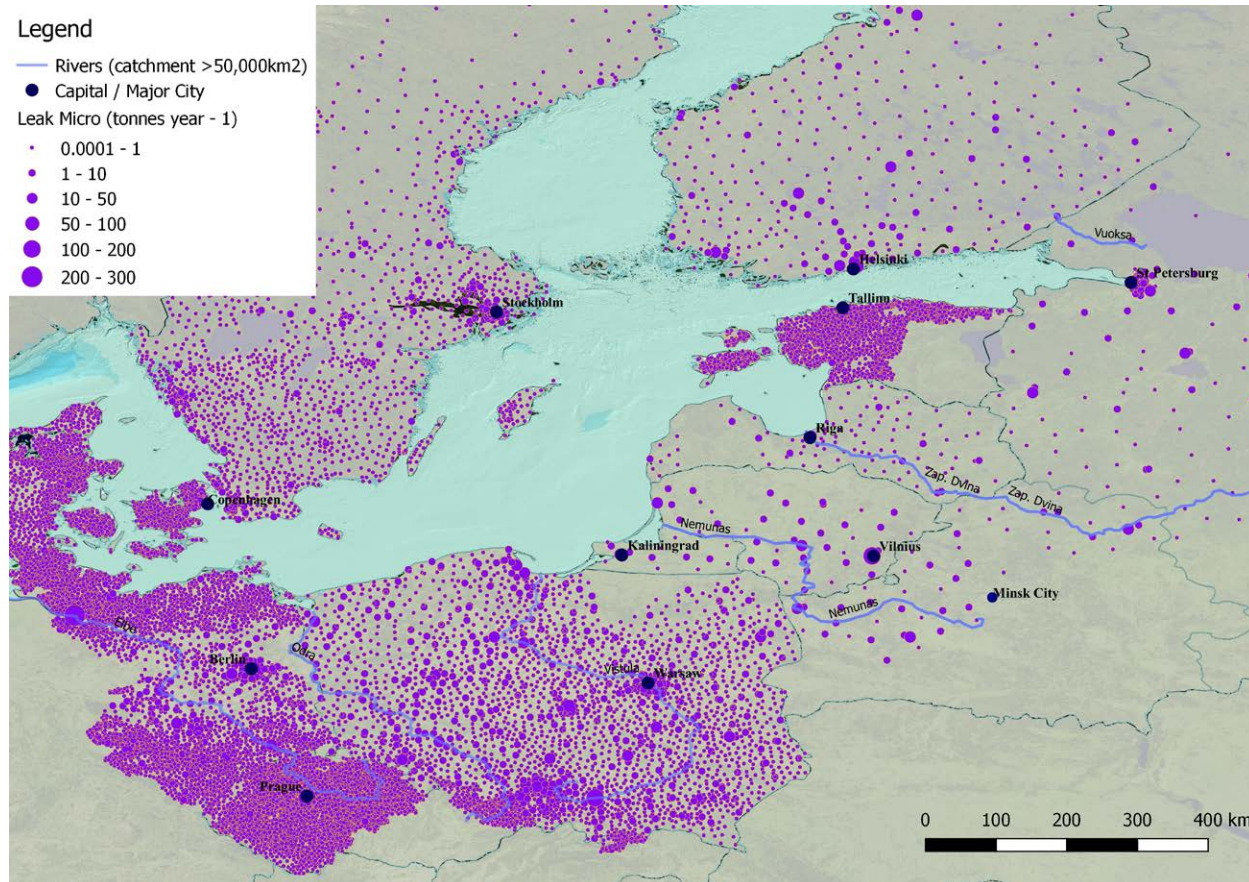 Legend
Rivers (catchment >50,000km2)
Capital / Major City
Leak Micro (tonnes year - 1)
0.0001 - 1
1 - 10
10 - 50
50 - 100
100 - 200
200 - 300
Vuoksa
Helsinki
St Petersburg
Stockholm
Tallinn
Riga
Zap. Dvina
Zap. Dvina
Copenhagen
Nemunas
Kaliningrad
Vilnius
Minsk City
Nemunas
Elbe
Odra
Berlin
Vistula
Warsaw
Prague
0 100 200 300 400 km